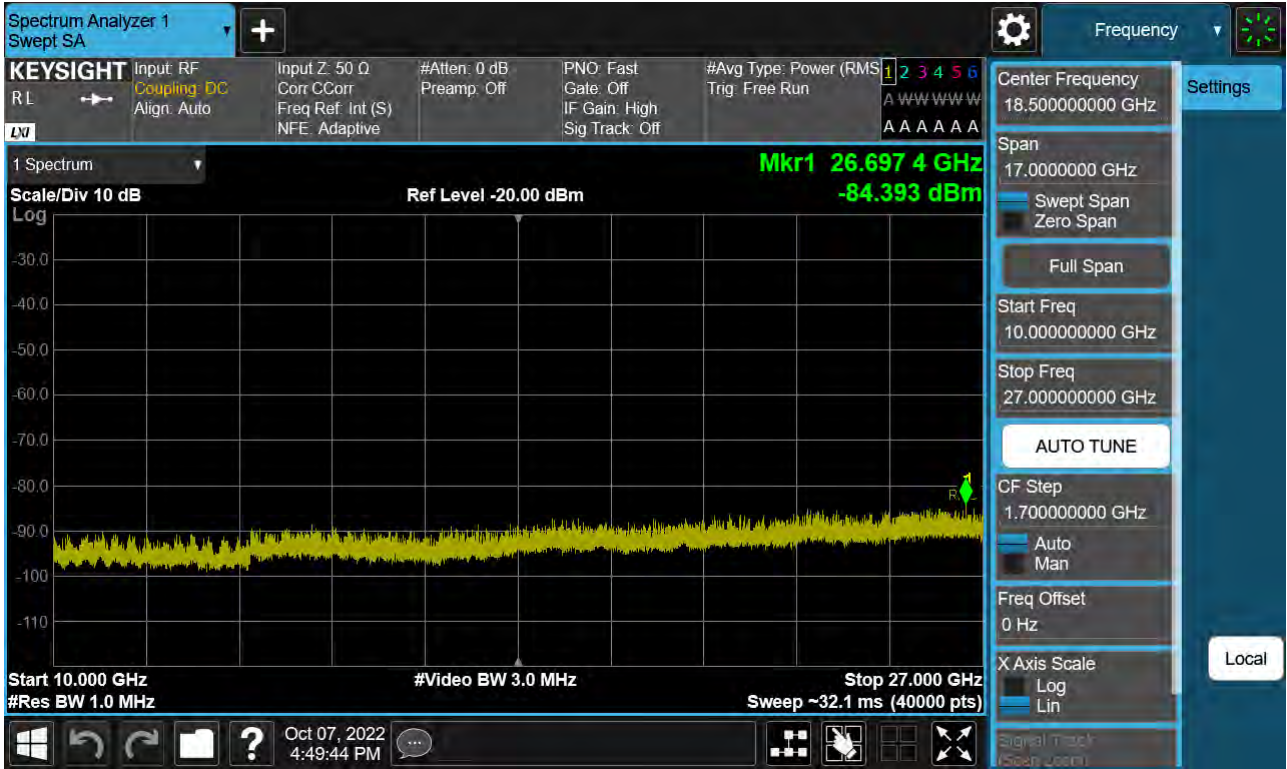 Spectrum Analyzer 1
Swept SA
+
Frequency
KEYSIGHT
R L
LXI
Input: RF
Coupling: DC
Align: Auto
Input Z: 50 Ω
Corr CCorr
Freq Ref: Int (S)
NFE: Adaptive
#Atten: 0 dB
Preamp: Off
PNO: Fast
Gate: Off
IF Gain: High
Sig Track: Off
#Avg Type: Power (RMS
Trig: Free Run
1 2 3 4 5 6
A W W W W W
A A A A A A
1 Spectrum
Mkr1 26.697 4 GHz
-84.393 dBm
Scale/Div 10 dB
Ref Level -20.00 dBm
Log
-30.0
-40.0
-50.0
-60.0
-70.0
-80.0
-90.0
-100
-110
1
Start 10.000 GHz
#Video BW 3.0 MHz
Stop 27.000 GHz
#Res BW 1.0 MHz
Sweep ~32.1 ms (40000 pts)
Center Frequency
18.500000000 GHz
Settings
Span
17.0000000 GHz
Swept Span
Zero Span
Full Span
Start Freq
10.000000000 GHz
Stop Freq
27.000000000 GHz
AUTO TUNE
CF Step
1.700000000 GHz
Auto
Man
Freq Offset
0 Hz
X Axis Scale
Log
Lin
Local
Signal Track
(Span Zoom)
?
Oct 07, 2022
4:49:44 PM